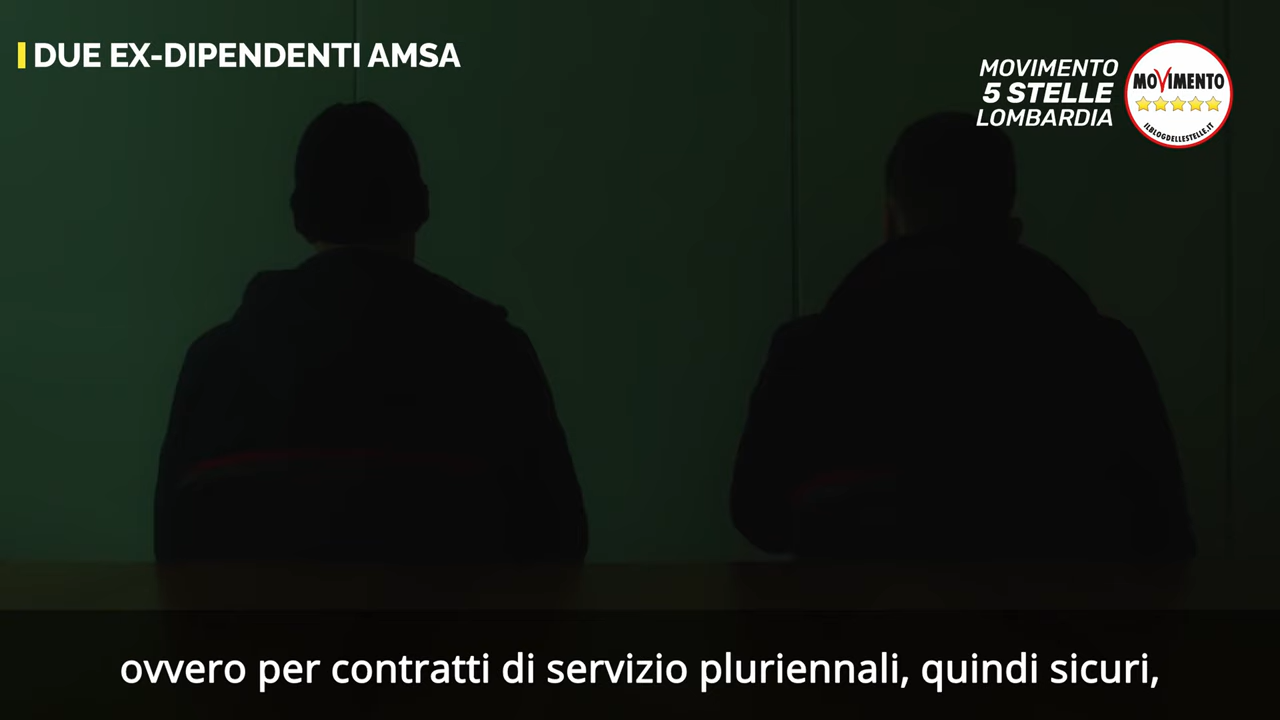 DUE EX-DIPENDENTI AMSA
MOVIMENTO
5 STELLE
LOMBARDIA
MOVIMENTO
ILBLOGDELLESTELLE.IT
ovvero per contratti di servizio pluriennali, quindi sicuri,